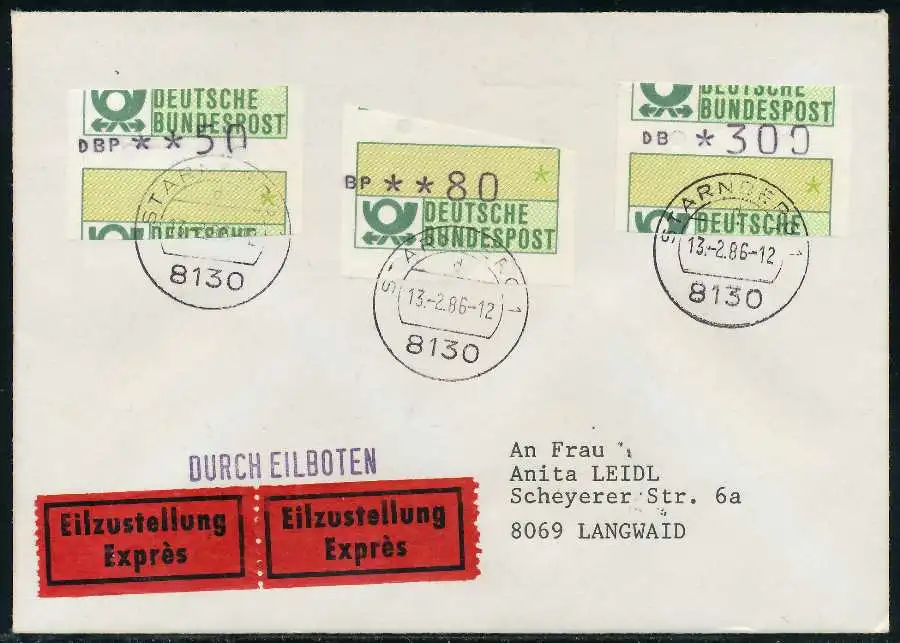 DEUTSCHE
BUNDESPOST
DBP **50
DEUTSCHE
8130
BP **80
DEUTSCHE
BUNDESPOST
13.-2.86-12
8130
DEUTSCHE
BUNDESPOST
DB *300
DEUTSCHE
STARNBERG 1
13.-2.86-12
8130
DURCH EILBOTEN
Eilzustellung
Exprès
Eilzustellung
Exprès
An Frau
Anita LEIDL
Scheyerer Str. 6a
8069 LANGWAID